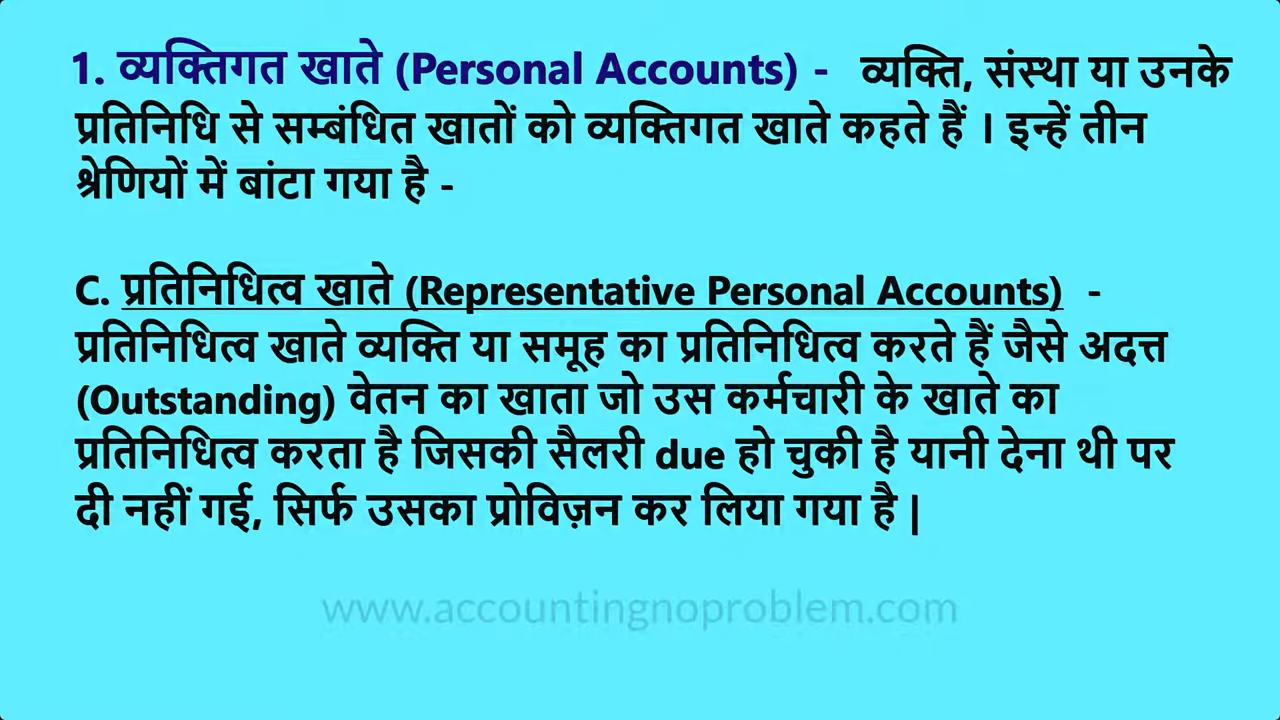 1. व्यक्तिगत खाते (Personal Accounts) - व्यक्ति, संस्था या उनके
प्रतिनिधि से सम्बंधित खातों को व्यक्तिगत खाते कहते हैं । इन्हें तीन
श्रेणियों में बांटा गया है -
C. प्रतिनिधित्व खाते (Representative Personal Accounts) -
प्रतिनिधित्व खाते व्यक्ति या समूह का प्रतिनिधित्व करते हैं जैसे अदत्त
(Outstanding) वेतन का खाता जो उस कर्मचारी के खाते का
प्रतिनिधित्व करता है जिसकी सैलरी due हो चुकी है यानी देना थी पर
दी नहीं गई, सिर्फ उसका प्रोविज़न कर लिया गया है |
www.accountingnoproblem.com